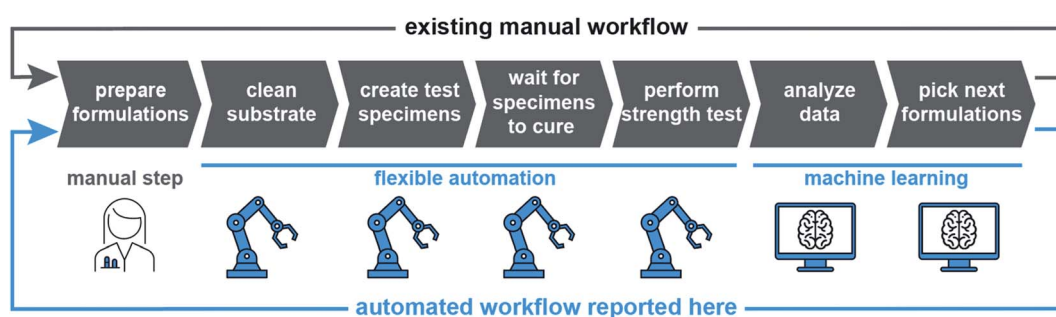 existing manual workflow
prepare
formulations
clean
substrate
create test
specimens
wait for
specimens
to cure
perform
strength test
analyze
data
pick next
formulations
manual step
flexible automation
machine learning
automated workflow reported here